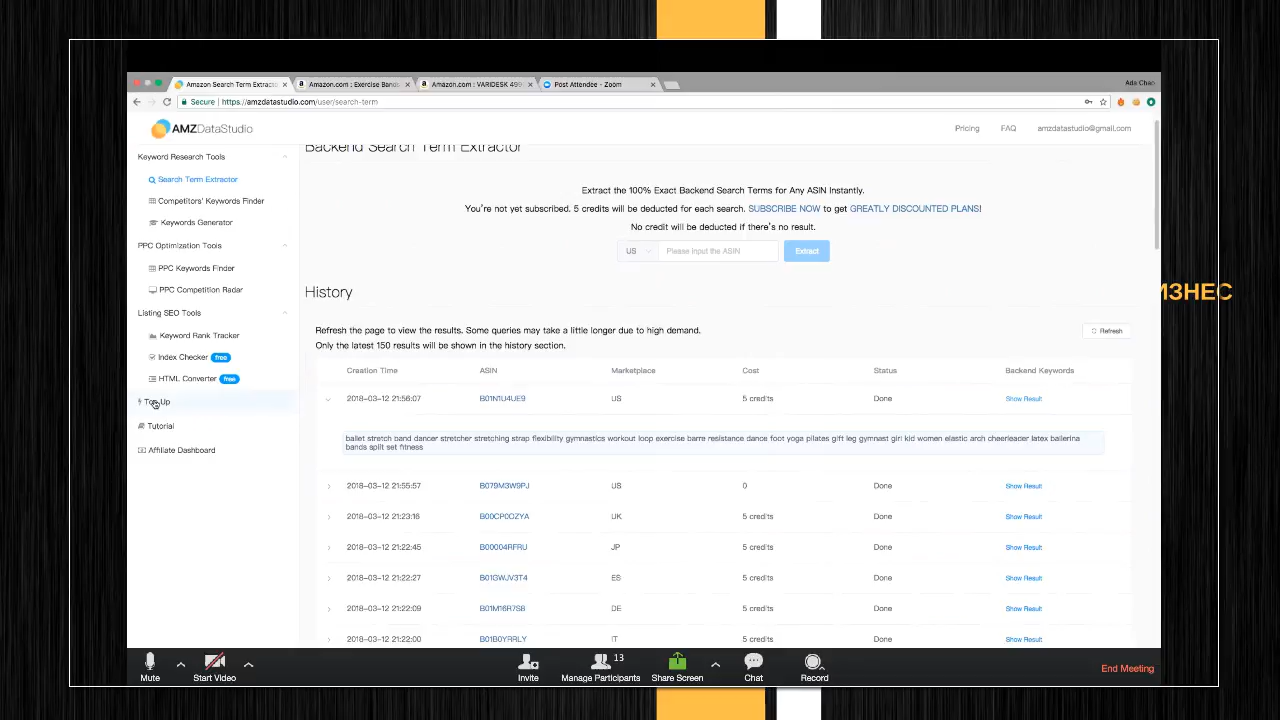 Amazon Search Term Extracto
Amazon.com : Exercise Band
Amazon.com : VARIDESK 499
Post Attendee - Zoom
Ada Chao
Secure
https://amzdatastudio.com/user/search-term
AMZDataStudio
Pricing
FAQ
amzdatastudio@gmail.com
Keyword Research Tools
Search Term Extractor
Competitors' Keywords Finder
Keywords Generator
PPC Optimization Tools
PPC Keywords Finder
PPC Competition Radar
Listing SEO Tools
Keyword Rank Tracker
Index Checker free
HTML Converter free
Top Up
Tutorial
Affiliate Dashboard
Backend Search Term Extractor
Extract the 100% Exact Backend Search Terms for Any ASIN Instantly.
You're not yet subscribed. 5 credits will be deducted for each search. SUBSCRIBE NOW to get GREATLY DISCOUNTED PLANS!
No credit will be deducted if there's no result.
US
Please input the ASIN
Extract
History
Refresh the page to view the results. Some queries may take a little longer due to high demand.
Only the latest 150 results will be shown in the history section.
Refresh
Creation Time ASIN Marketplace Cost Status Backend Keywords
2018-03-12 21:56:07 B01N1U4UE9 US 5 credits Done Show Result
ballet stretch band dancer stretcher stretching strap flexibility gymnastics workout loop exercise barre resistance dance foot yoga pilates gift leg gymnast girl kid women elastic arch cheerleader latex ballerina
bands split set fitness
2018-03-12 21:55:57 B079M3W9PJ US 0 Done Show Result
2018-03-12 21:23:16 B00CP0OZYA UK 5 credits Done Show Result
2018-03-12 21:22:45 B00004RFRU JP 5 credits Done Show Result
2018-03-12 21:22:27 B01GWJV3T4 ES 5 credits Done Show Result
2018-03-12 21:22:09 B01M16R7S8 DE 5 credits Done Show Result
2018-03-12 21:22:00 B01B0YRRLY IT 5 credits Done Show Result
ИЗНЕС
Mute
Start Video
Invite
13
Manage Participants
Share Screen
Chat
Record
End Meeting